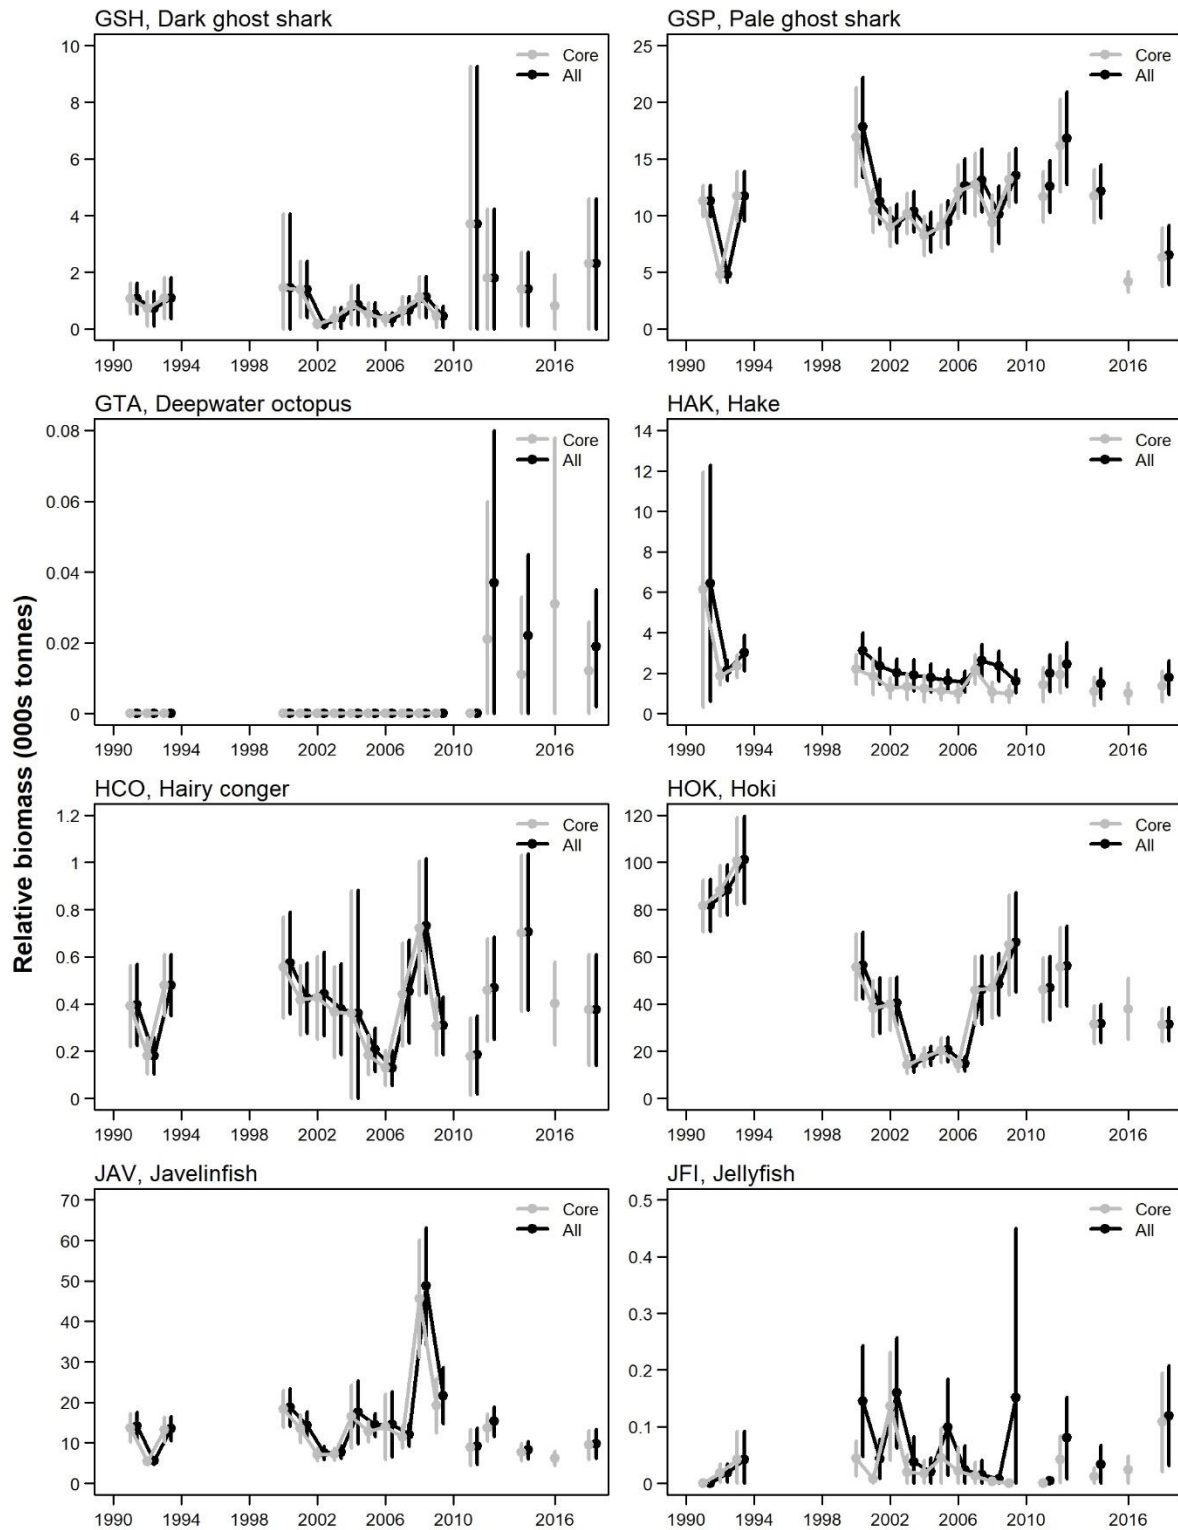 GSH, Dark ghost shark
10
8
6
4
2
0
Core
All
1990 1994 1998 2002 2006 2010 2016
GSP, Pale ghost shark
25
20
15
10
5
0
Core
All
1990 1994 1998 2002 2006 2010 2016
GTA, Deepwater octopus
0.08
0.06
0.04
0.02
0
Core
All
1990 1994 1998 2002 2006 2010 2016
HAK, Hake
14
12
10
8
6
4
2
0
Core
All
1990 1994 1998 2002 2006 2010 2016
Relative biomass (000s tonnes)
HCO, Hairy conger
1.2
1
0.8
0.6
0.4
0.2
0
Core
All
1990 1994 1998 2002 2006 2010 2016
HOK, Hoki
120
100
80
60
40
20
0
Core
All
1990 1994 1998 2002 2006 2010 2016
JAV, Javelinfish
70
60
50
40
30
20
10
0
Core
All
1990 1994 1998 2002 2006 2010 2016
JFI, Jellyfish
0.5
0.4
0.3
0.2
0.1
0
Core
All
1990 1994 1998 2002 2006 2010 2016